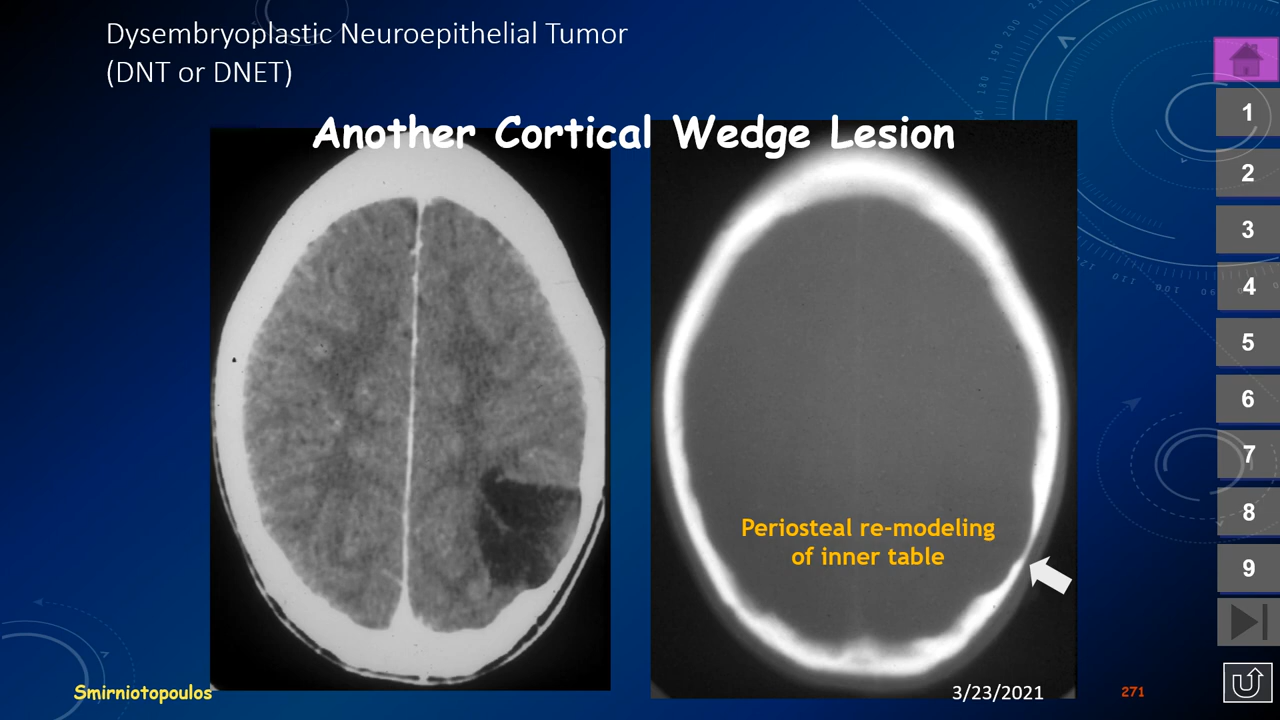 Dysembryoplastic Neuroepithelial Tumor
(DNT or DNET)
Another Cortical Wedge Lesion
Periosteal re-modeling
of inner table
1
2
3
4
5
6
7
8
9
Smirniotopoulos
3/23/2021
271